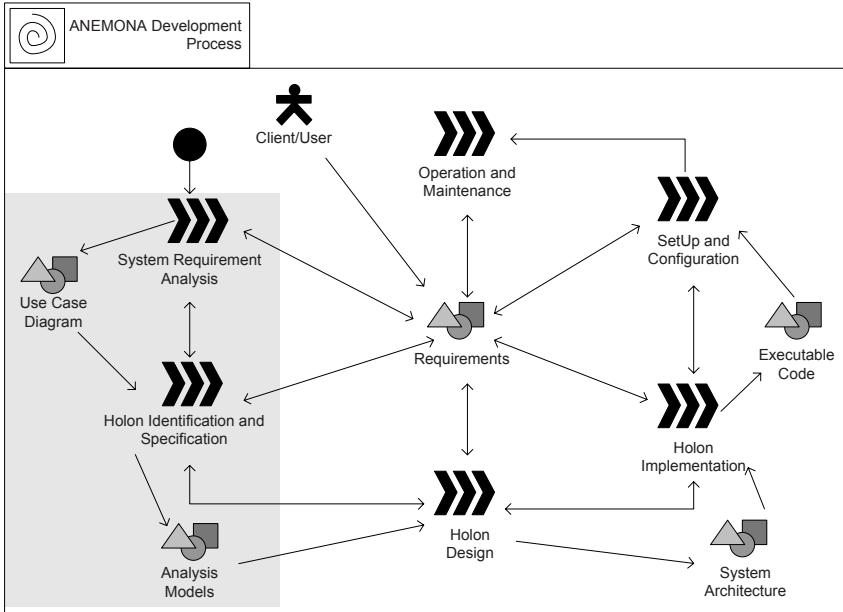 ANEMONA Development
Process
Client/User
Operation and
Maintenance
SetUp and
Configuration
System Requirement
Analysis
Use Case
Diagram
Requirements
Executable
Code
Holon Identification and
Specification
Holon
Implementation
Holon
Design
Analysis
Models
System
Architecture